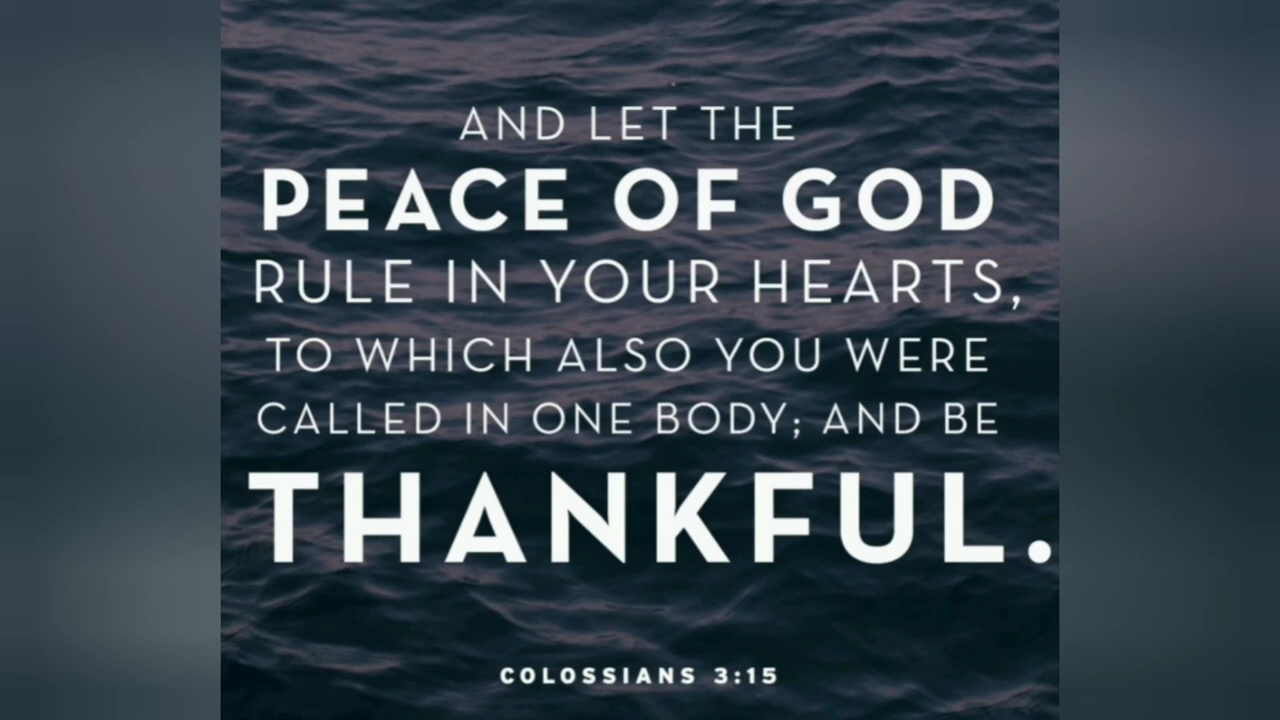 AND LET THE
PEACE OF GOD
RULE IN YOUR HEARTS,
TO WHICH ALSO YOU WERE
CALLED IN ONE BODY; AND BE
THANKFUL.
COLOSSIANS 3:15